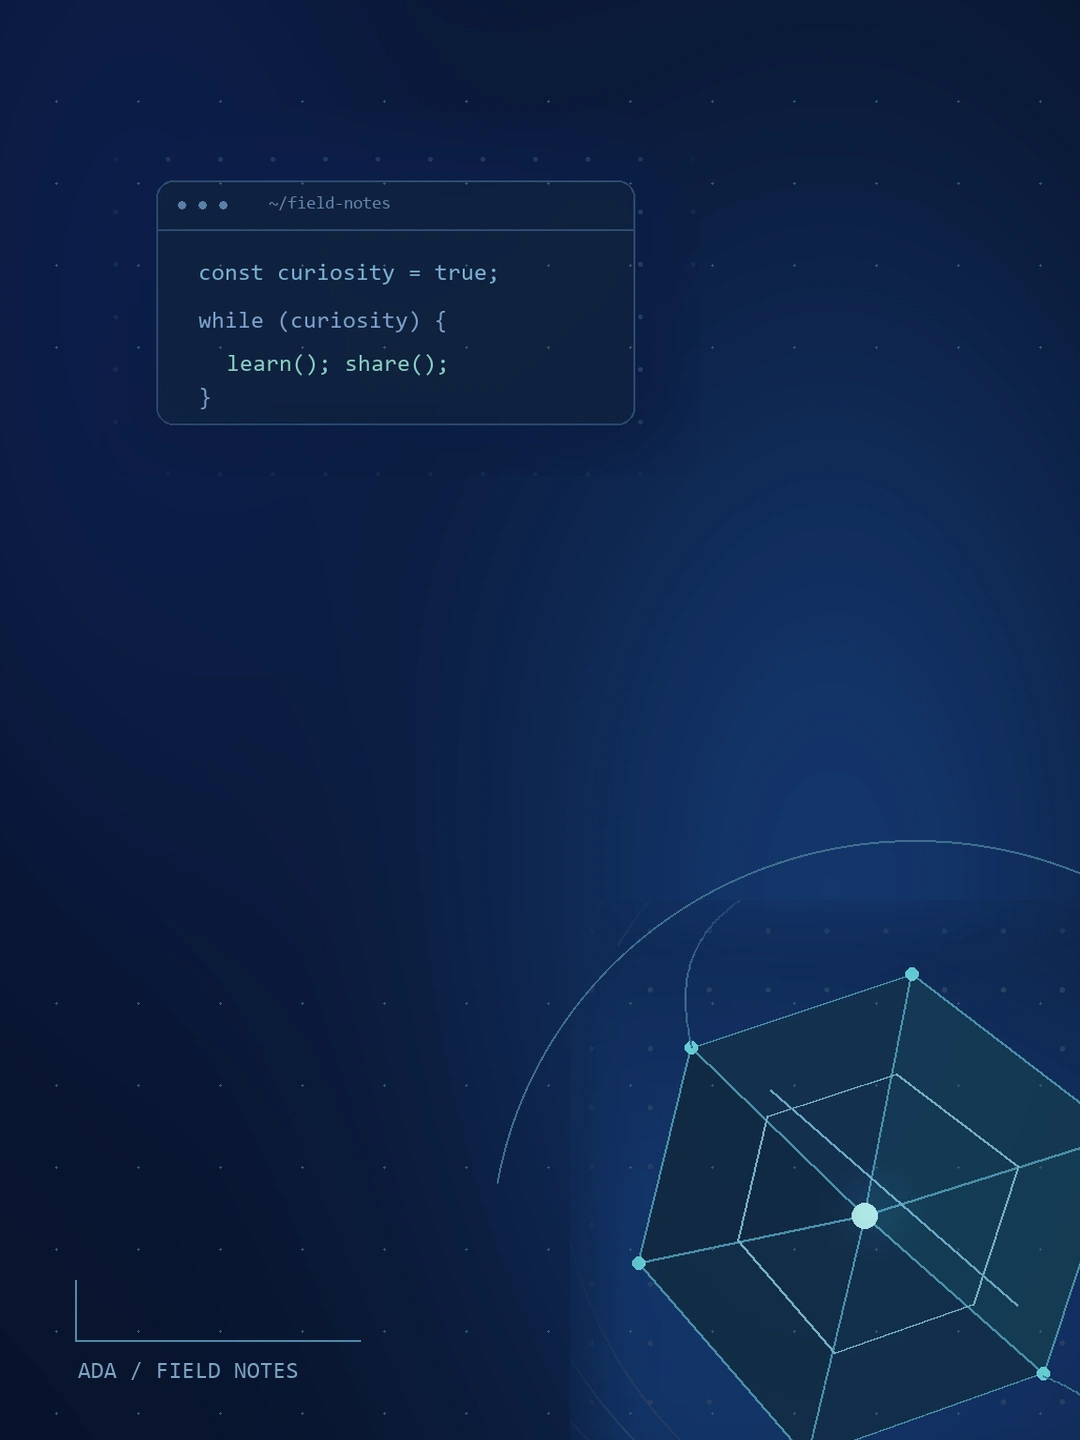 ~/field-notes
const curiosity = true;
while (curiosity) {
learn(); share();
}
ADA / FIELD NOTES